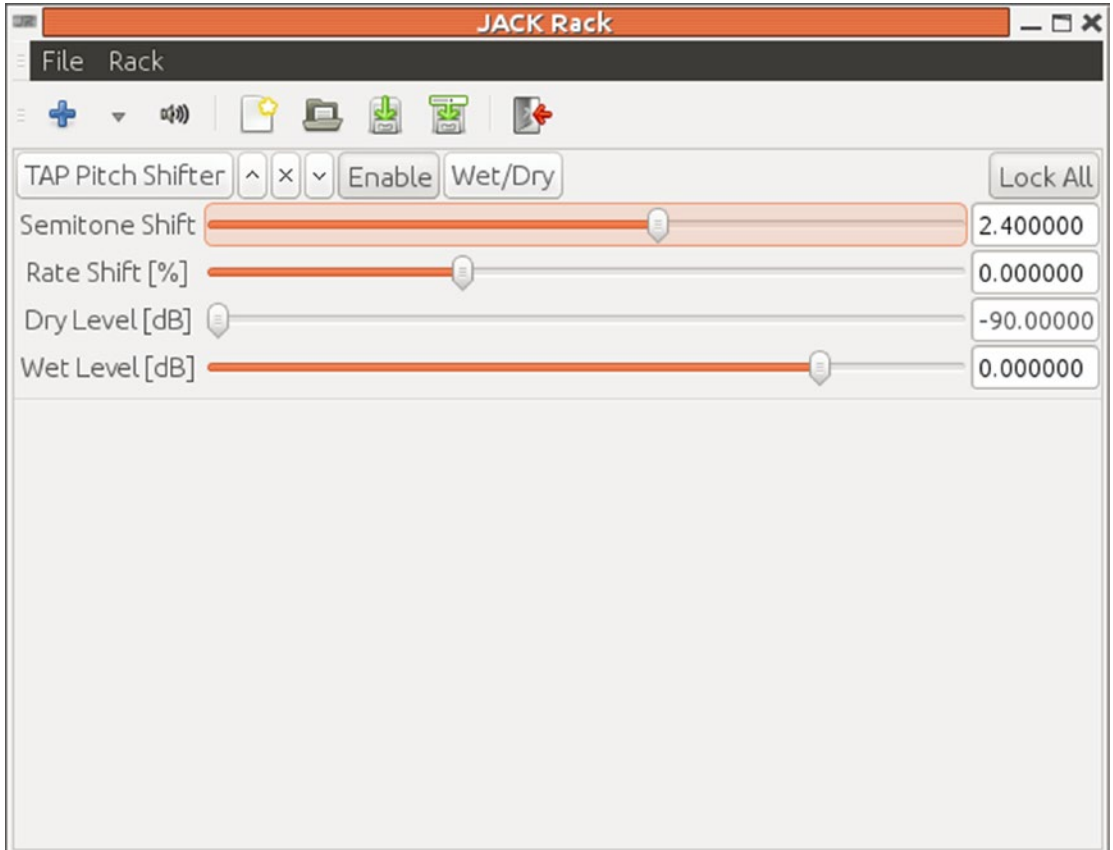 JACK Rack
File Rack
TAP Pitch Shifter Enable Wet/Dry Lock All
Semitone Shift 2.400000
Rate Shift [%] 0.000000
Dry Level [dB] -90.00000
Wet Level [dB] 0.000000